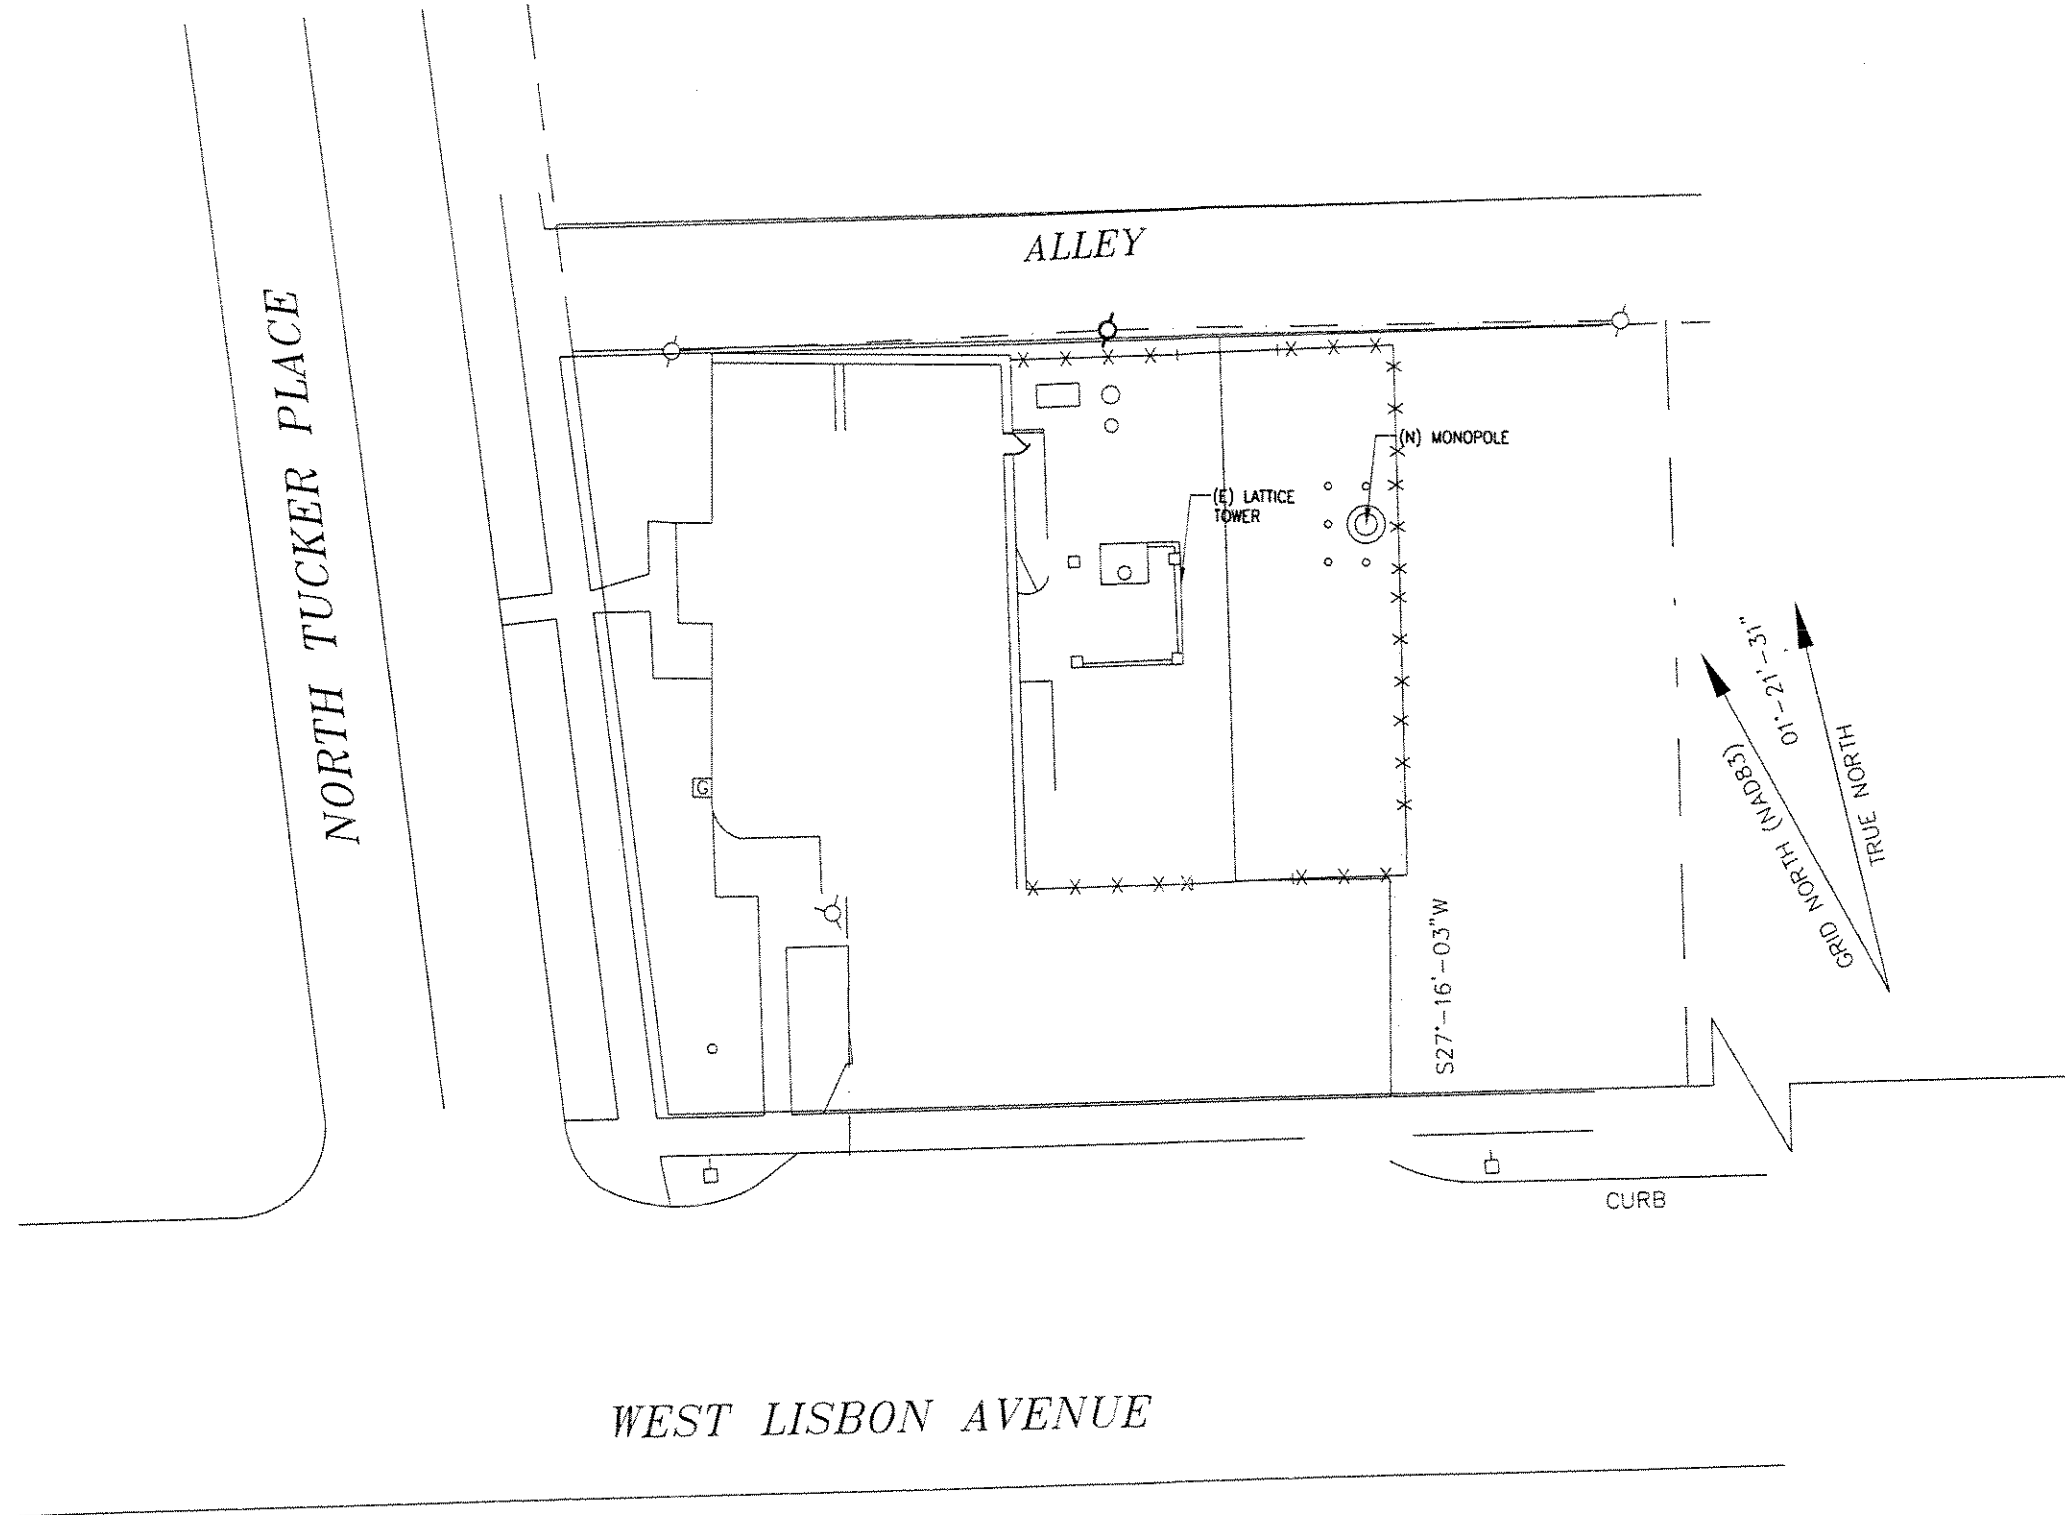 ALLEY
NORTH TUCKER PLACE
(N) MONOPOLE
(E) LATTICE
TOWER
G
01°-21'-31"
GRID NORTH (NAD83)
TRUE NORTH
S27°-16'-03"W
CURB
WEST LISBON AVENUE